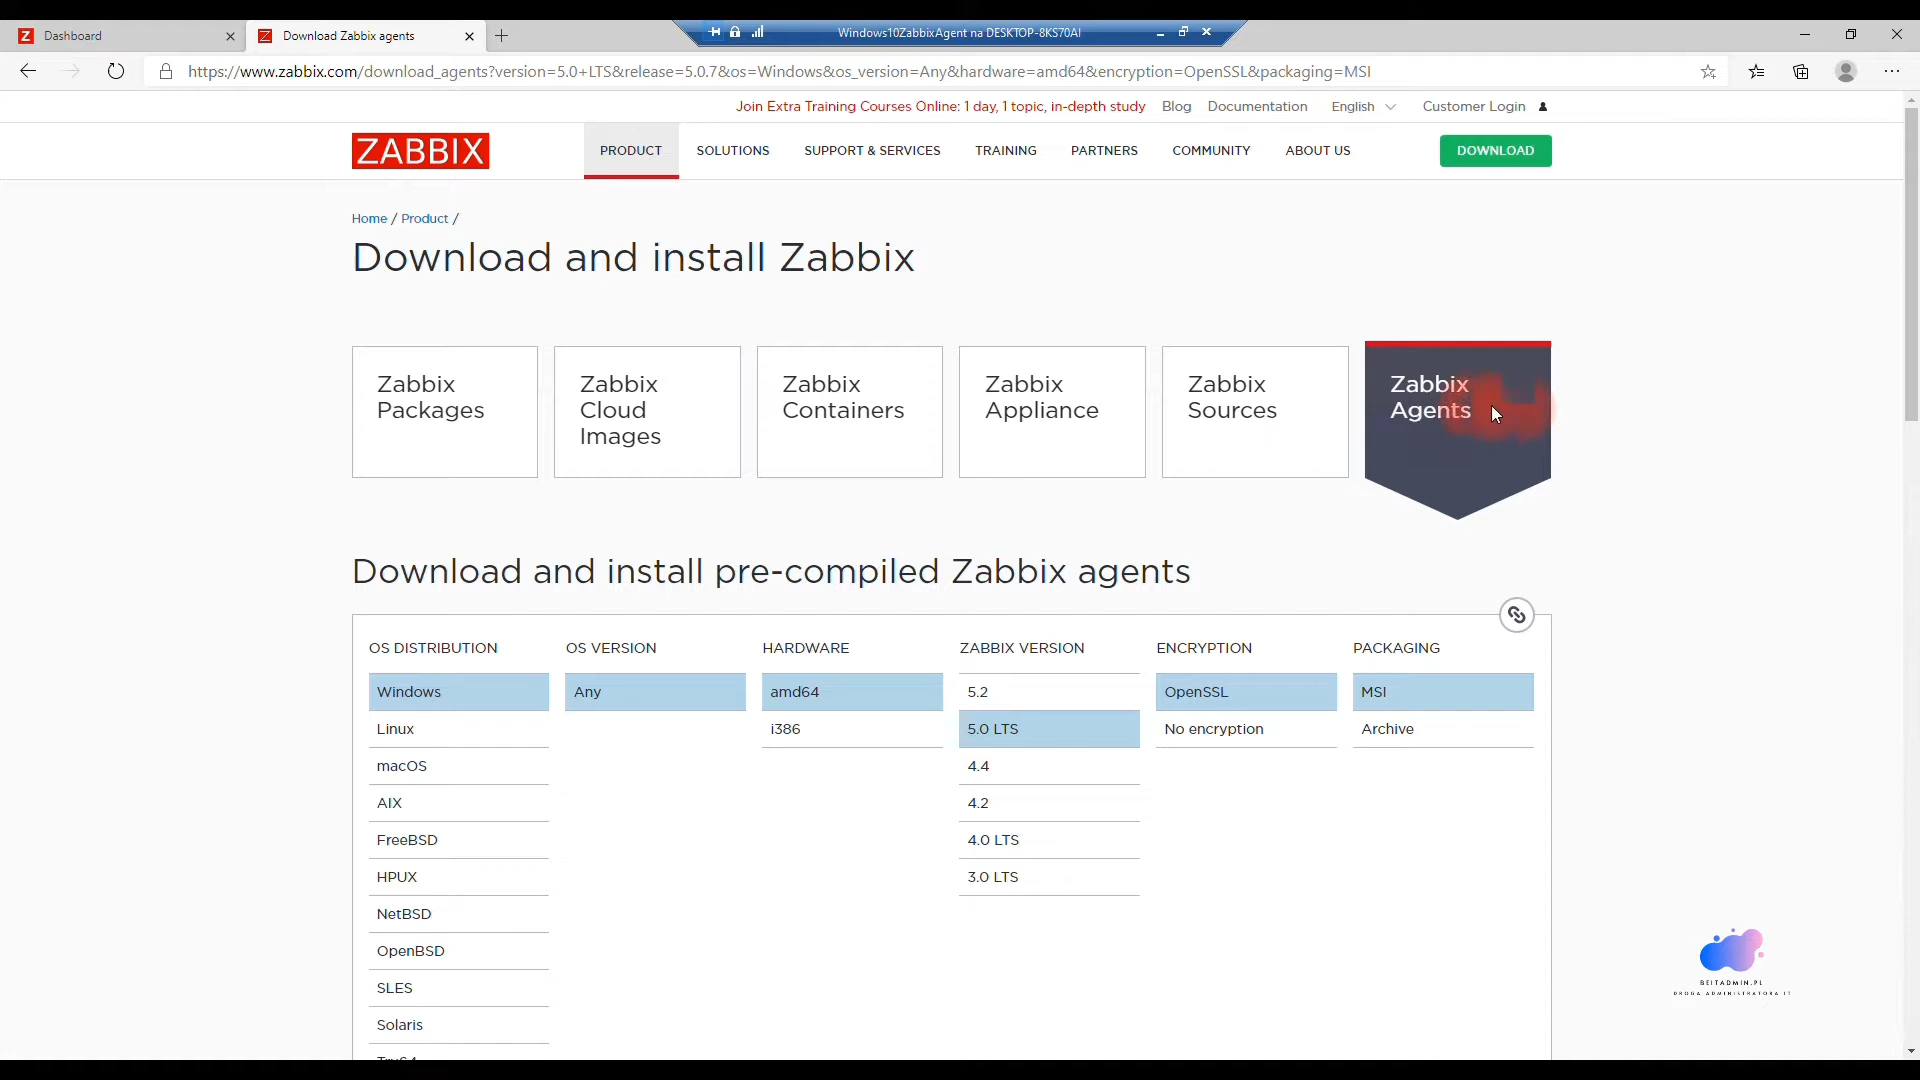 Dashboard
Download Zabbix agents
Windows10ZabbixAgent na DESKTOP-8KS70AI
https://www.zabbix.com/download_agents?version=5.0+LTS&release=5.0.7&os=Windows&os_version=Any&hardware=amd64&encryption=OpenSSL&packaging=MSI
Join Extra Training Courses Online: 1 day, 1 topic, in-depth study Blog Documentation English Customer Login
ZABBIX
PRODUCT SOLUTIONS SUPPORT & SERVICES TRAINING PARTNERS COMMUNITY ABOUT US DOWNLOAD
Home / Product /
Download and install Zabbix
Zabbix
Packages
Zabbix
Cloud
Images
Zabbix
Containers
Zabbix
Appliance
Zabbix
Sources
Zabbix
Agents
Download and install pre-compiled Zabbix agents
OS DISTRIBUTION OS VERSION HARDWARE ZABBIX VERSION ENCRYPTION PACKAGING
Windows Any amd64 5.2 OpenSSL MSI
Linux i386 5.0 LTS No encryption Archive
macOS 4.4
AIX 4.2
FreeBSD 4.0 LTS
HPUX 3.0 LTS
NetBSD
OpenBSD
SLES
Solaris
BEITADMIN.PL
DROGA ADMINISTRATORA IT